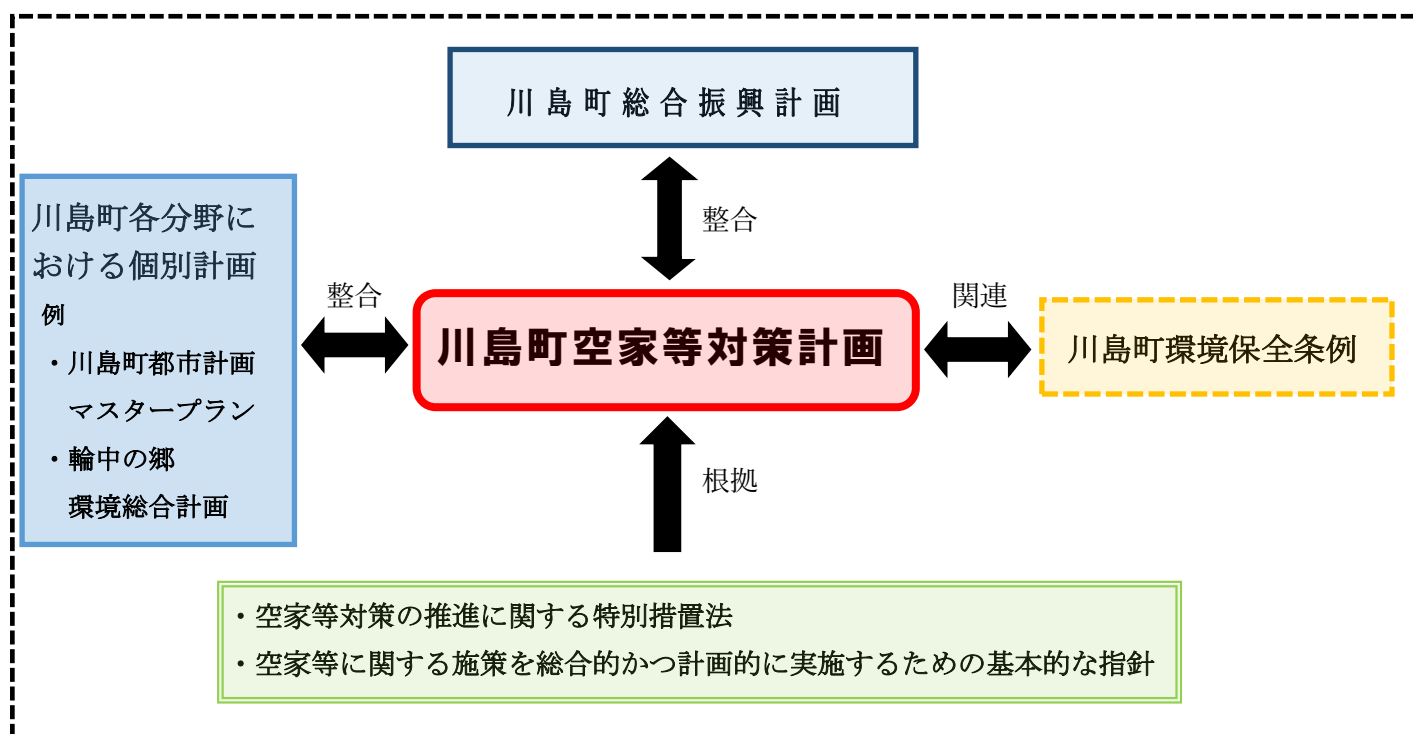 川島町総合振興計画
整合
川島町各分野に
おける個別計画
例
・川島町都市計画
マスタープラン
・輪中の郷
環境総合計画
整合
川島町空家等対策計画
関連
川島町環境保全条例
根拠
・空家等対策の推進に関する特別措置法
・空家等に関する施策を総合的かつ計画的に実施するための基本的な指針